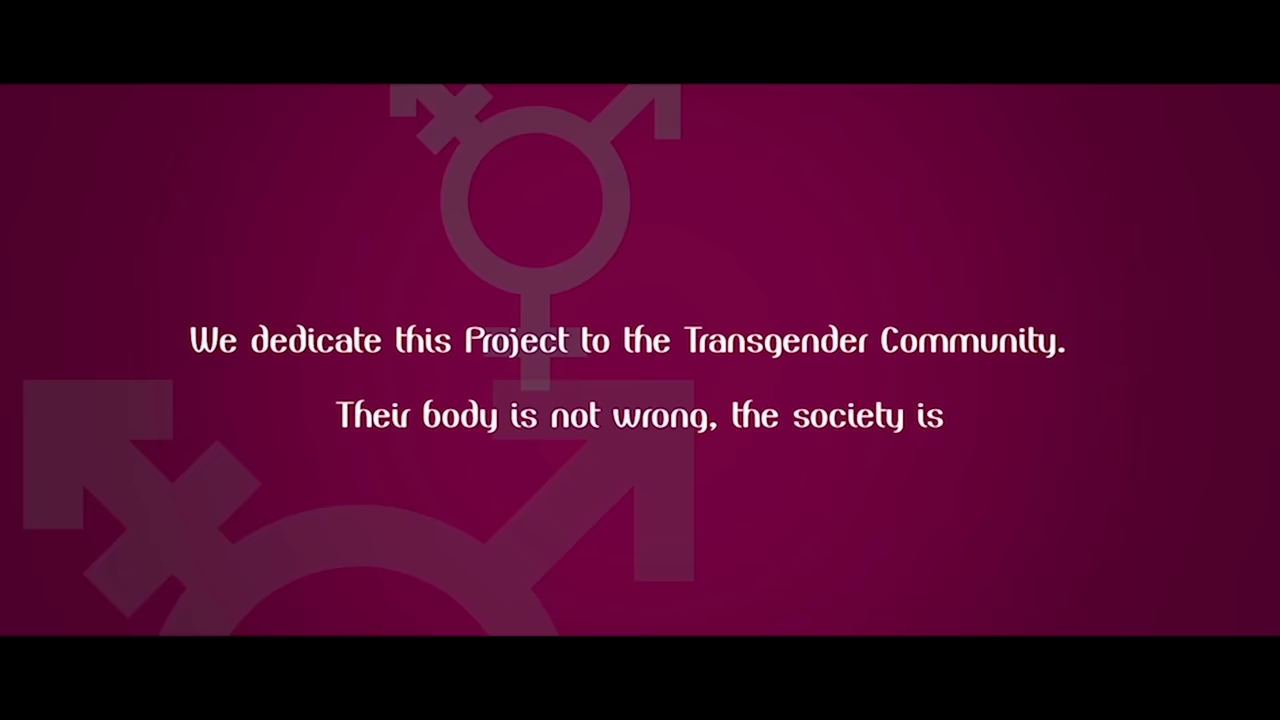 We dedicate this Project to the Transgender Community.
Their body is not wrong, the society is